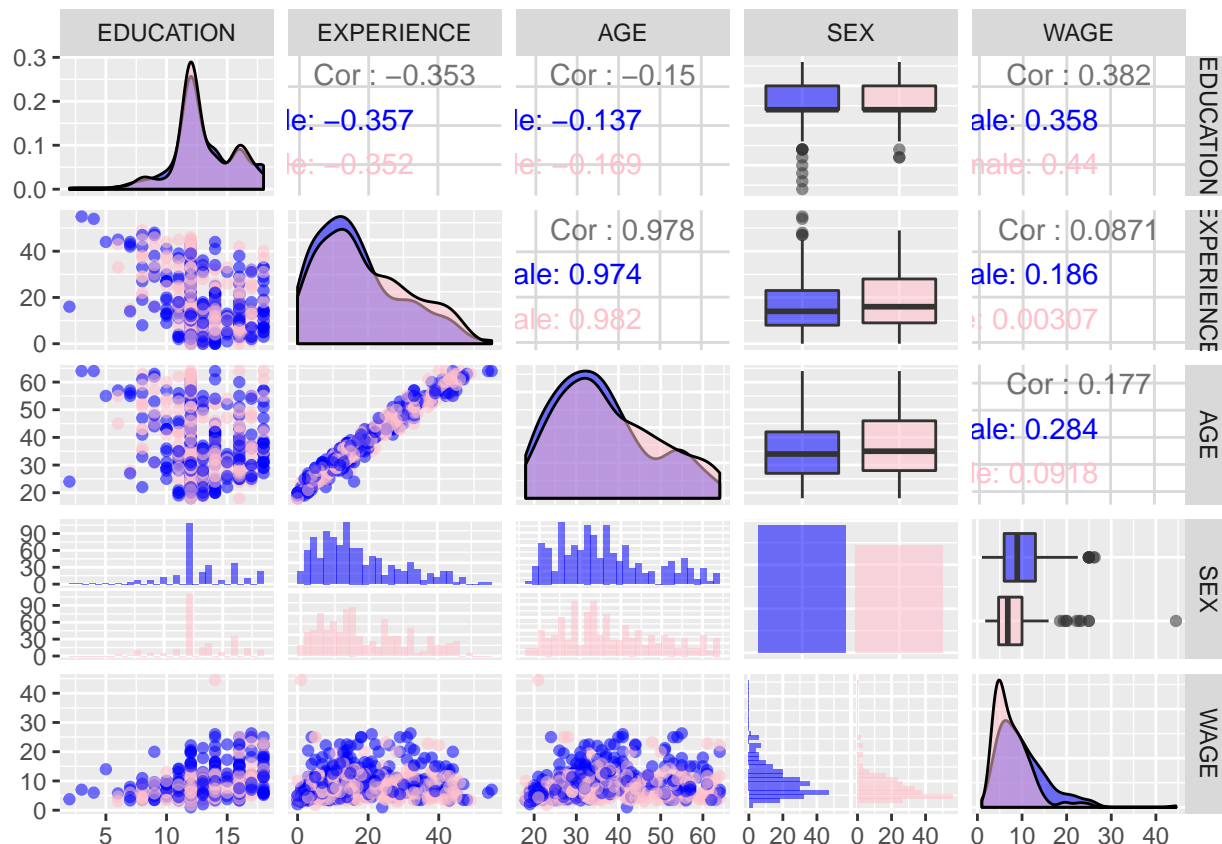 EDUCATION EXPERIENCE AGE SEX WAGE
0.3
0.2
0.1
0.0
Cor : −0.353
le: −0.357
le: −0.352
Cor : −0.15
le: −0.137
le: −0.169
Cor : 0.382
ale: 0.358
nale: 0.44
EDUCATION
40
20
0
Cor : 0.978
ale: 0.974
ale: 0.982
Cor : 0.0871
ale: 0.186
: 0.00307
EXPERIENCE
60
50
40
30
20
Cor : 0.177
ale: 0.284
le: 0.0918
AGE
90
60
30
0
90
60
30
0
SEX
40
30
20
10
0
WAGE
5 10 15 0 20 40 20 30 40 50 60 0 20 40 0 20 40 0 10 20 30 40